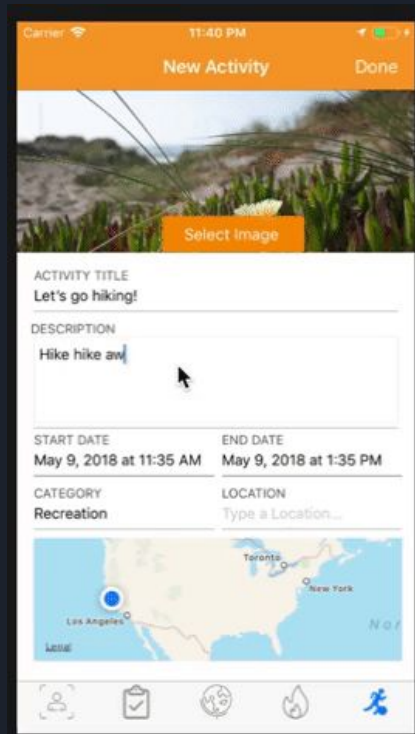 Carrier 11:40 PM
New Activity Done
Select Image
ACTIVITY TITLE
Let's go hiking!
DESCRIPTION
Hike hike aw
START DATE END DATE
May 9, 2018 at 11:35 AM May 9, 2018 at 1:35 PM
CATEGORY LOCATION
Recreation Type a Location...
Toronto
New York
Los Angeles
Nor
Legal